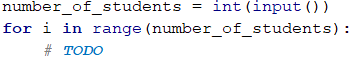 number_of_students = int(input())
for i in range(number_of_students):
    # TODO